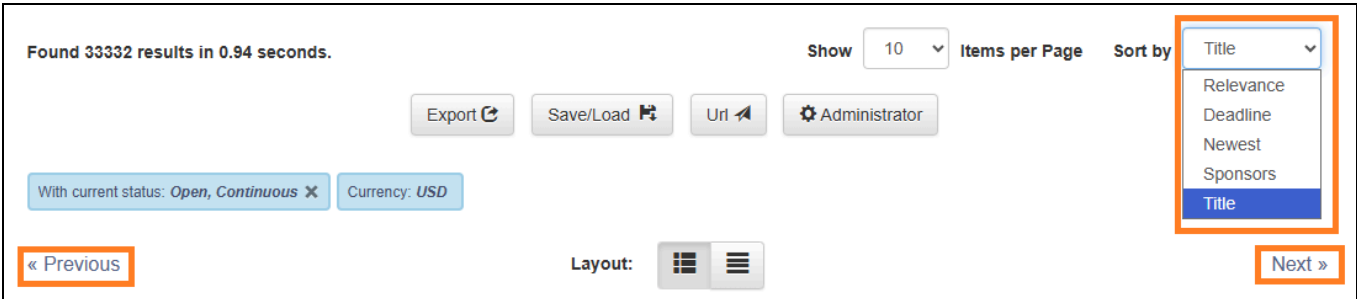 Found 33332 results in 0.94 seconds.
Show 10 Items per Page Sort by Title
Relevance
Deadline
Newest
Sponsors
Title
Export Save/Load Url Administrator
With current status: Open, Continuous Currency: USD
« Previous Layout: Next »